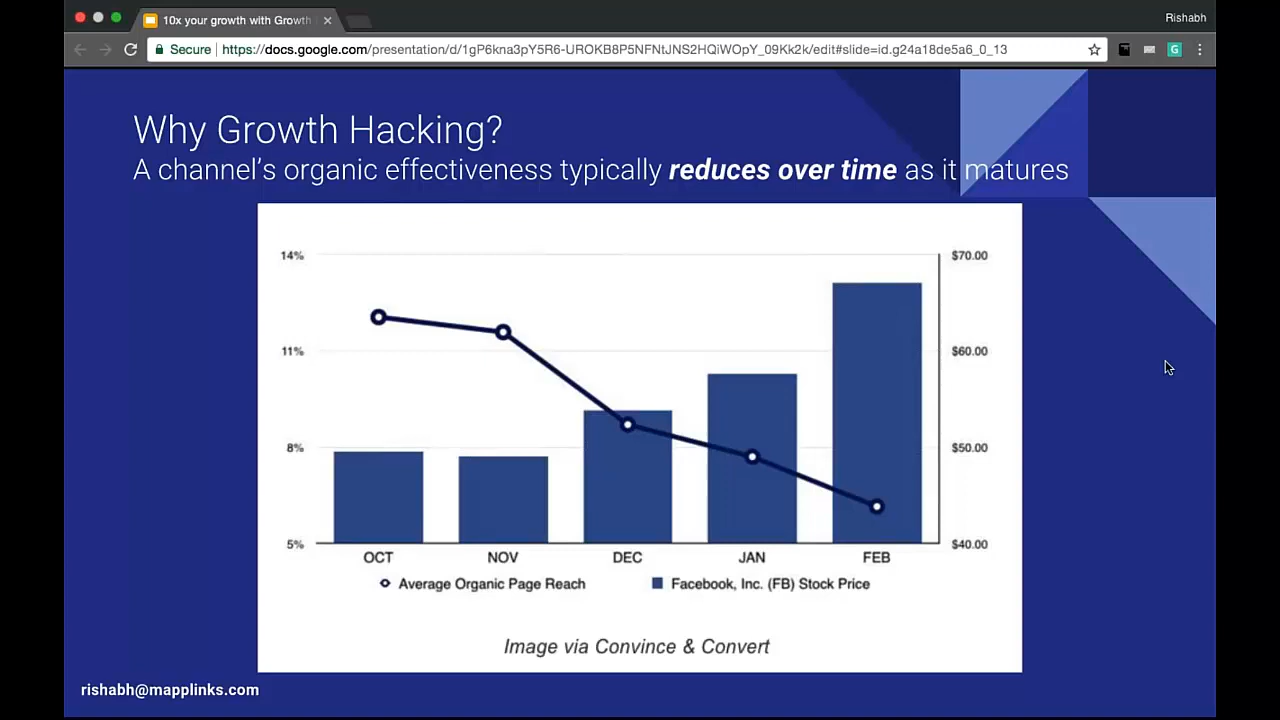 10x your growth with Growth
Rishabh
Secure https://docs.google.com/presentation/d/1gP6kna3pY5R6-UROKB8P5NFNtJNS2HQiWOpY_09Kk2k/edit#slide=id.g24a18de5a6_0_13
Why Growth Hacking?
A channel's organic effectiveness typically reduces over time as it matures
14% $70.00
11% $60.00
8% $50.00
5% $40.00
OCT NOV DEC JAN FEB
Average Organic Page Reach Facebook, Inc. (FB) Stock Price
Image via Convince & Convert
rishabh@mapplinks.com